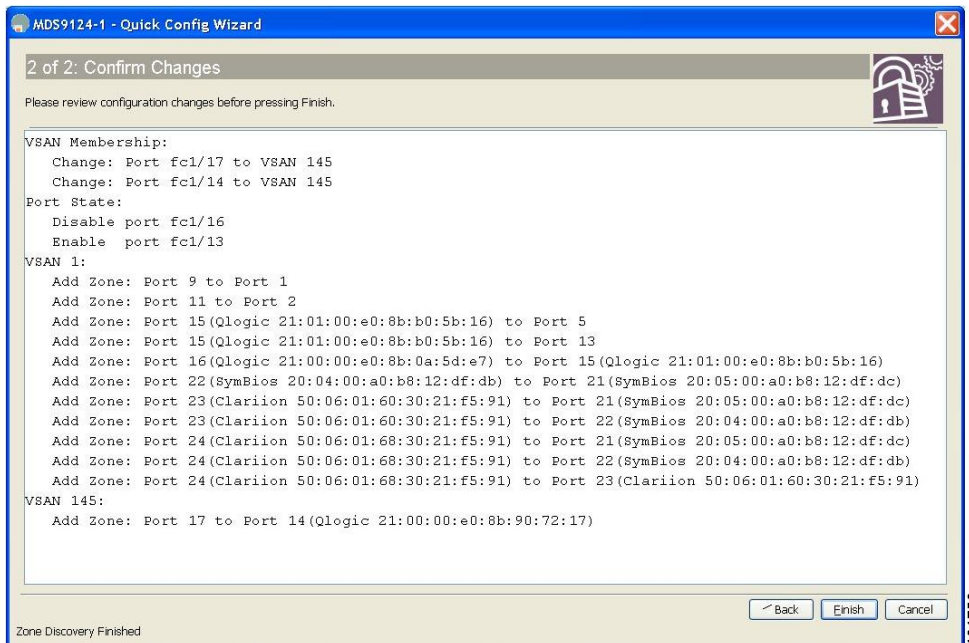 MDS9124-1 - Quick Config Wizard
2 of 2: Confirm Changes
Please review configuration changes before pressing Finish.
VSAN Membership:
Change: Port fc1/17 to VSAN 145
Change: Port fc1/14 to VSAN 145
Port State:
Disable port fc1/16
Enable port fc1/13
VSAN 1:
Add Zone: Port 9 to Port 1
Add Zone: Port 11 to Port 2
Add Zone: Port 15(Qlogic 21:01:00:e0:8b:b0:5b:16) to Port 5
Add Zone: Port 15(Qlogic 21:01:00:e0:8b:b0:5b:16) to Port 13
Add Zone: Port 16(Qlogic 21:00:00:e0:8b:0a:5d:e7) to Port 15(Qlogic 21:01:00:e0:8b:b0:5b:16)
Add Zone: Port 22(SymBios 20:04:00:a0:b8:12:df:db) to Port 21(SymBios 20:05:00:a0:b8:12:df:dc)
Add Zone: Port 23(Clariion 50:06:01:60:30:21:f5:91) to Port 21(SymBios 20:05:00:a0:b8:12:df:dc)
Add Zone: Port 23(Clariion 50:06:01:60:30:21:f5:91) to Port 22(SymBios 20:04:00:a0:b8:12:df:db)
Add Zone: Port 24(Clariion 50:06:01:68:30:21:f5:91) to Port 21(SymBios 20:05:00:a0:b8:12:df:dc)
Add Zone: Port 24(Clariion 50:06:01:68:30:21:f5:91) to Port 22(SymBios 20:04:00:a0:b8:12:df:db)
Add Zone: Port 24(Clariion 50:06:01:68:30:21:f5:91) to Port 23(Clariion 50:06:01:60:30:21:f5:91)
VSAN 145:
Add Zone: Port 17 to Port 14(Qlogic 21:00:00:e0:8b:90:72:17)
Back Finish Cancel
Zone Discovery Finished